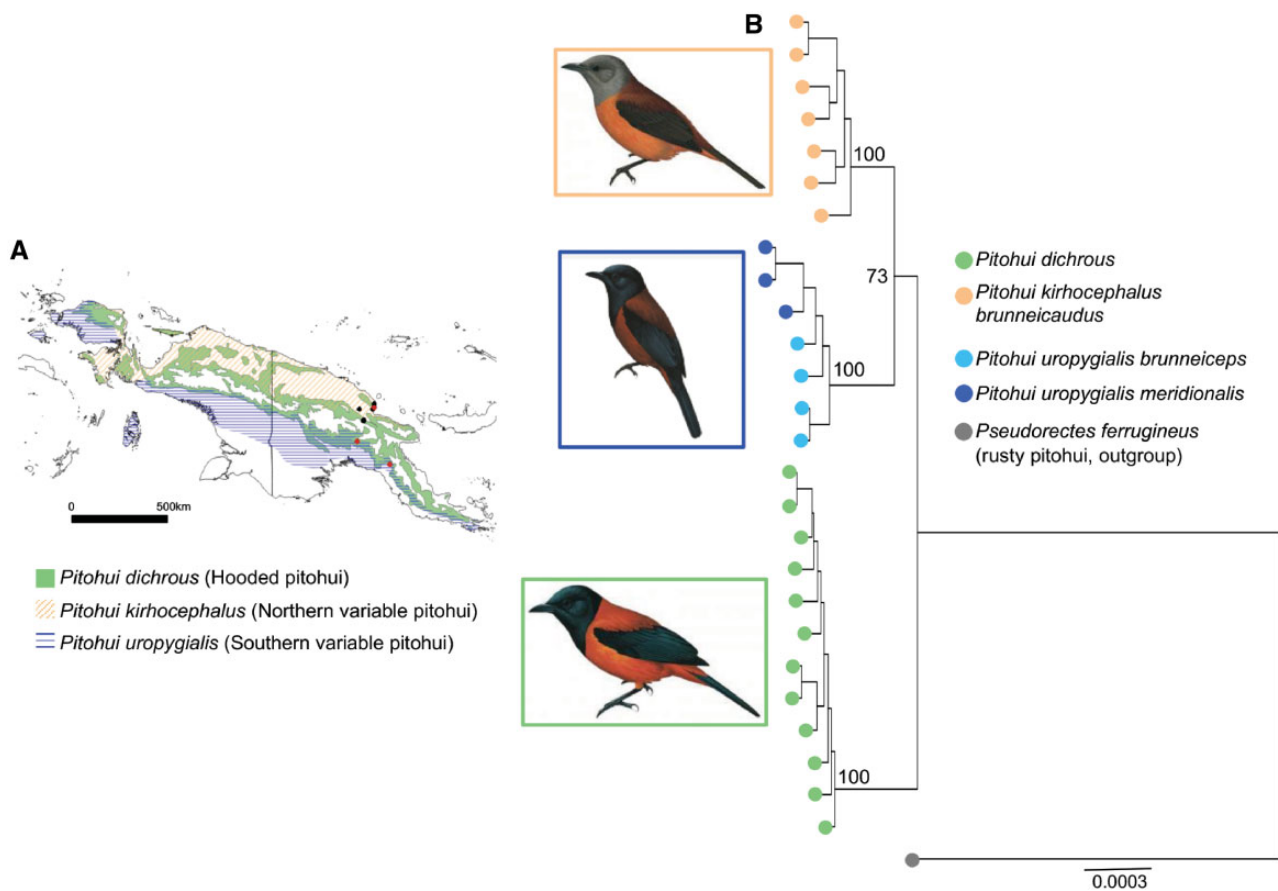 A
0 500km
Pitohui dichrous (Hooded pitohui)
Pitohui kirhocephalus (Northern variable pitohui)
Pitohui uropygialis (Southern variable pitohui)
B
100
73
100
100
Pitohui dichrous
Pitohui kirhocephalus
brunneicaudus
Pitohui uropygialis brunneiceps
Pitohui uropygialis meridionalis
Pseudorectes ferrugineus
(rusty pitohui, outgroup)
0.0003